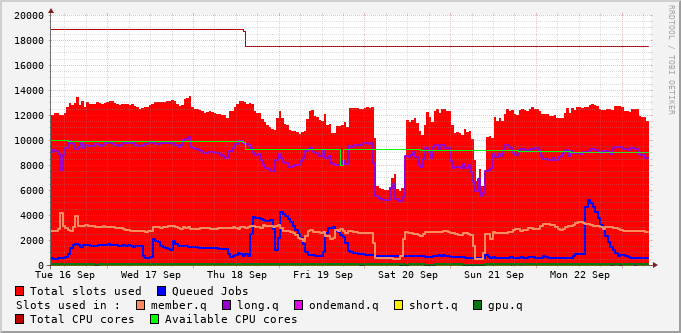 20000
18000
16000
14000
12000
10000
8000
6000
4000
2000
0
Tue 16 Sep Wed 17 Sep Thu 18 Sep Fri 19 Sep Sat 20 Sep Sun 21 Sep Mon 22 Sep
RRDTOOL / TOBI OETIKER
Total slots used Queued Jobs
Slots used in : member.q long.q ondemand.q short.q gpu.q
Total CPU cores Available CPU cores